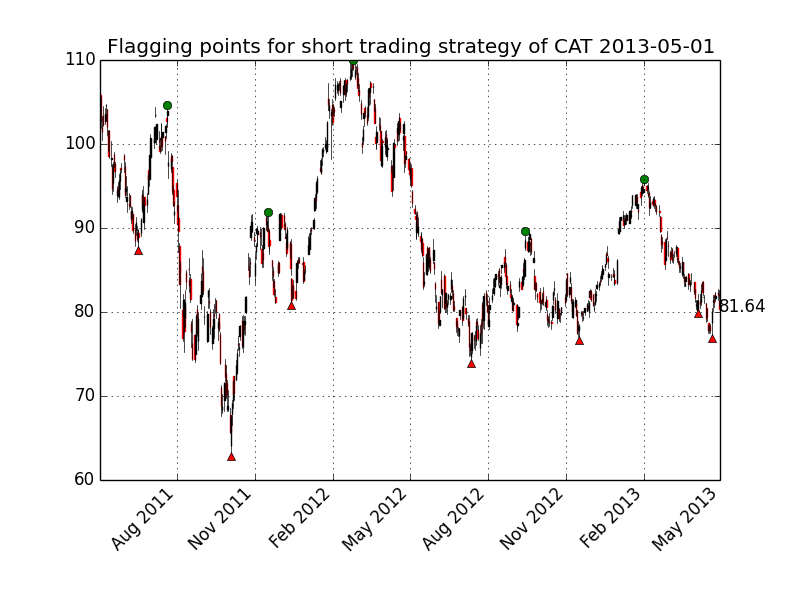 Flagging points for short trading strategy of CAT 2013-05-01
110
100
90
80
70
60
81.64
Aug 2011
Nov 2011
Feb 2012
May 2012
Aug 2012
Nov 2012
Feb 2013
May 2013